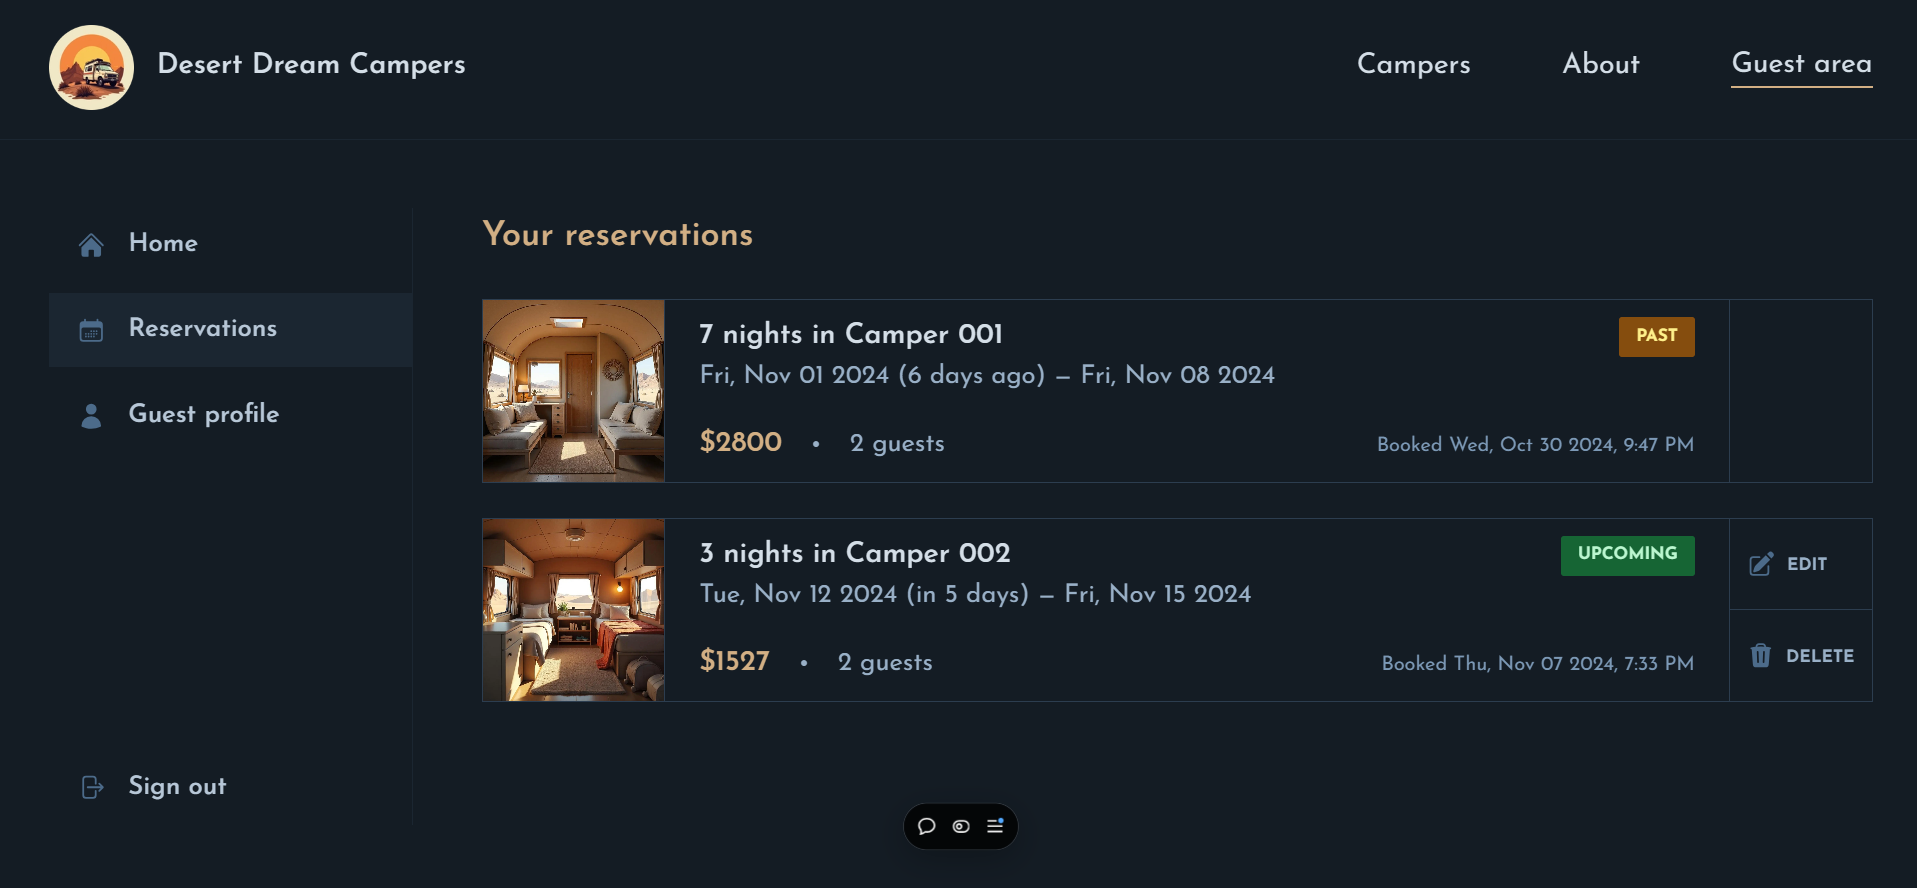 Desert Dream Campers
Campers
About
Guest area
Home
Reservations
Guest profile
Sign out
Your reservations
7 nights in Camper 001
PAST
Fri, Nov 01 2024 (6 days ago) — Fri, Nov 08 2024
$2800 • 2 guests
Booked Wed, Oct 30 2024, 9:47 PM
3 nights in Camper 002
UPCOMING
Tue, Nov 12 2024 (in 5 days) — Fri, Nov 15 2024
$1527 • 2 guests
Booked Thu, Nov 07 2024, 7:33 PM
EDIT
DELETE